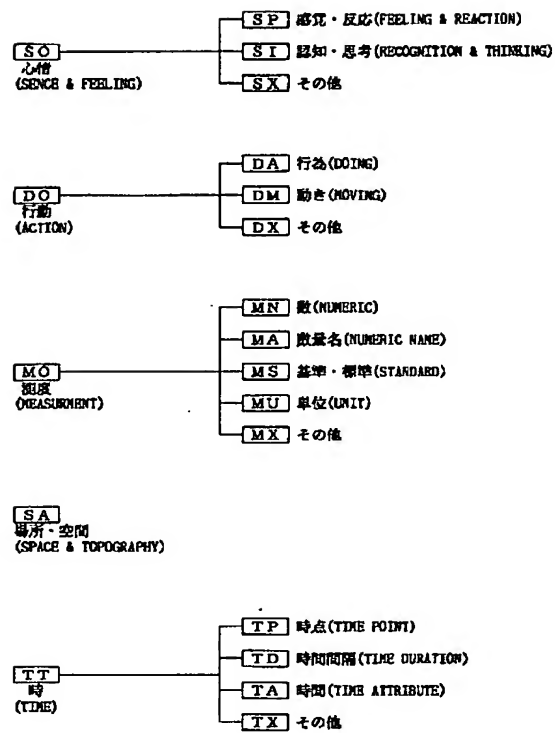 SP 感覚・反応(FEELING & REACTION)
SO
心情
(SENCE & FEELING)
SI 認知・思考(RECOGNITION & THINKING)
SX その他
DA 行為(DOING)
DO
行動
(ACTION)
DM 動き(MOVING)
DX その他
MN 数(NUMERIC)
MA 数量名(NUMERIC NAME)
MO
測度
(MEASURMENT)
MS 基準・標準(STANDARD)
MU 単位(UNIT)
MX その他
SA
場所・空間
(SPACE & TOPOGRAPHY)
TP 時点(TIME POINT)
TD 時間間隔(TIME DURATION)
TT
時
(TIME)
TA 時間(TIME ATTRIBUTE)
TX その他